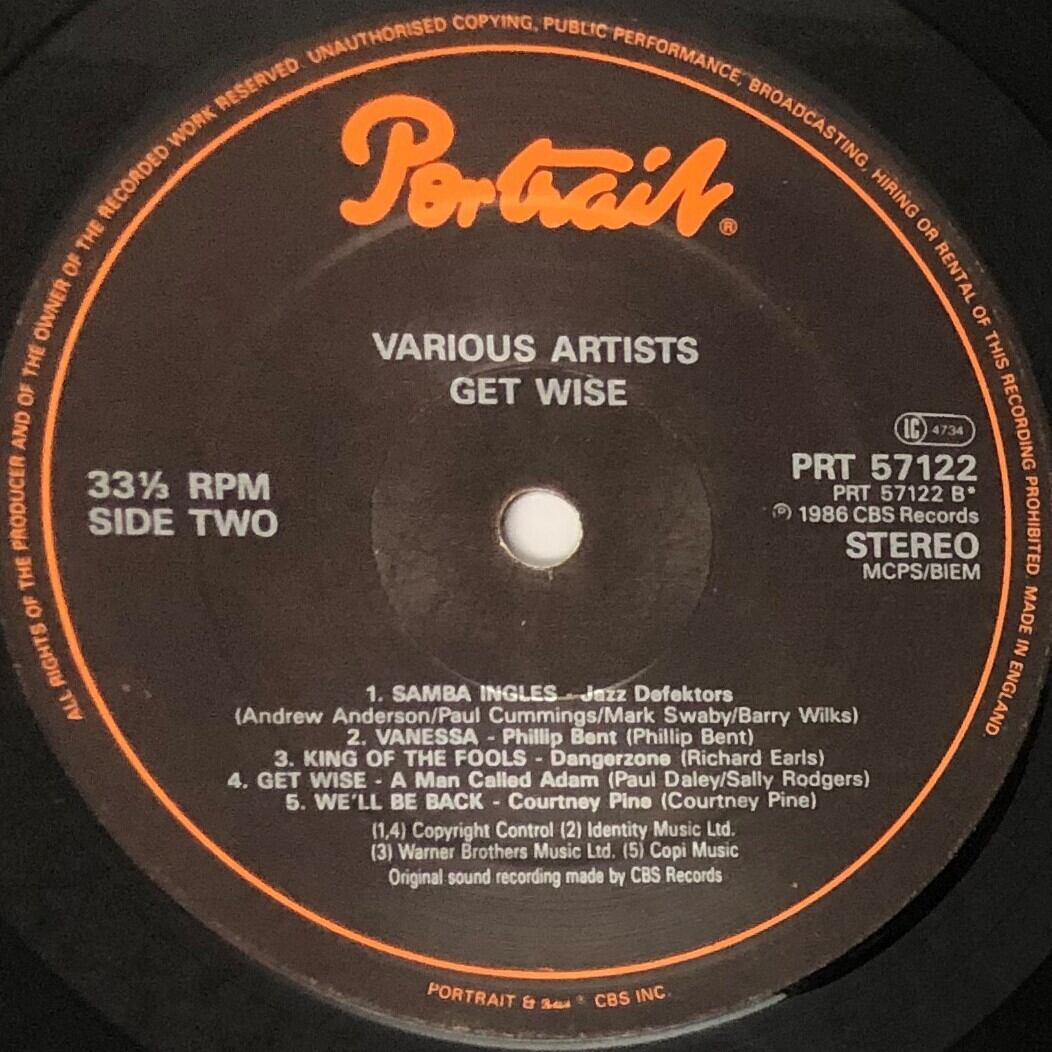 ALL RIGHTS OF THE PRODUCER AND OF THE OWNER OF THE RECORDED WORK RESERVED. UNAUTHORISED COPYING, PUBLIC PERFORMANCE, BROADCASTING, HIRING OR RENTAL OF THIS RECORDING PROHIBITED. MADE IN ENGLAND.
Portrait®
VARIOUS ARTISTS
GET WISE
33⅓ RPM
SIDE TWO
LC 4734
PRT 57122
PRT 57122 B*
℗ 1986 CBS Records
STEREO
MCPS/BIEM
1. SAMBA INGLES - Jazz Defektors
(Andrew Anderson/Paul Cummings/Mark Swaby/Barry Wilks)
2. VANESSA - Phillip Bent (Phillip Bent)
3. KING OF THE FOOLS - Dangerzone (Richard Earls)
4. GET WISE - A Man Called Adam (Paul Daley/Sally Rodgers)
5. WE'LL BE BACK - Courtney Pine (Courtney Pine)
(1,4) Copyright Control (2) Identity Music Ltd.
(3) Warner Brothers Music Ltd. (5) Copi Music
Original sound recording made by CBS Records
PORTRAIT & Portrait ® CBS INC.